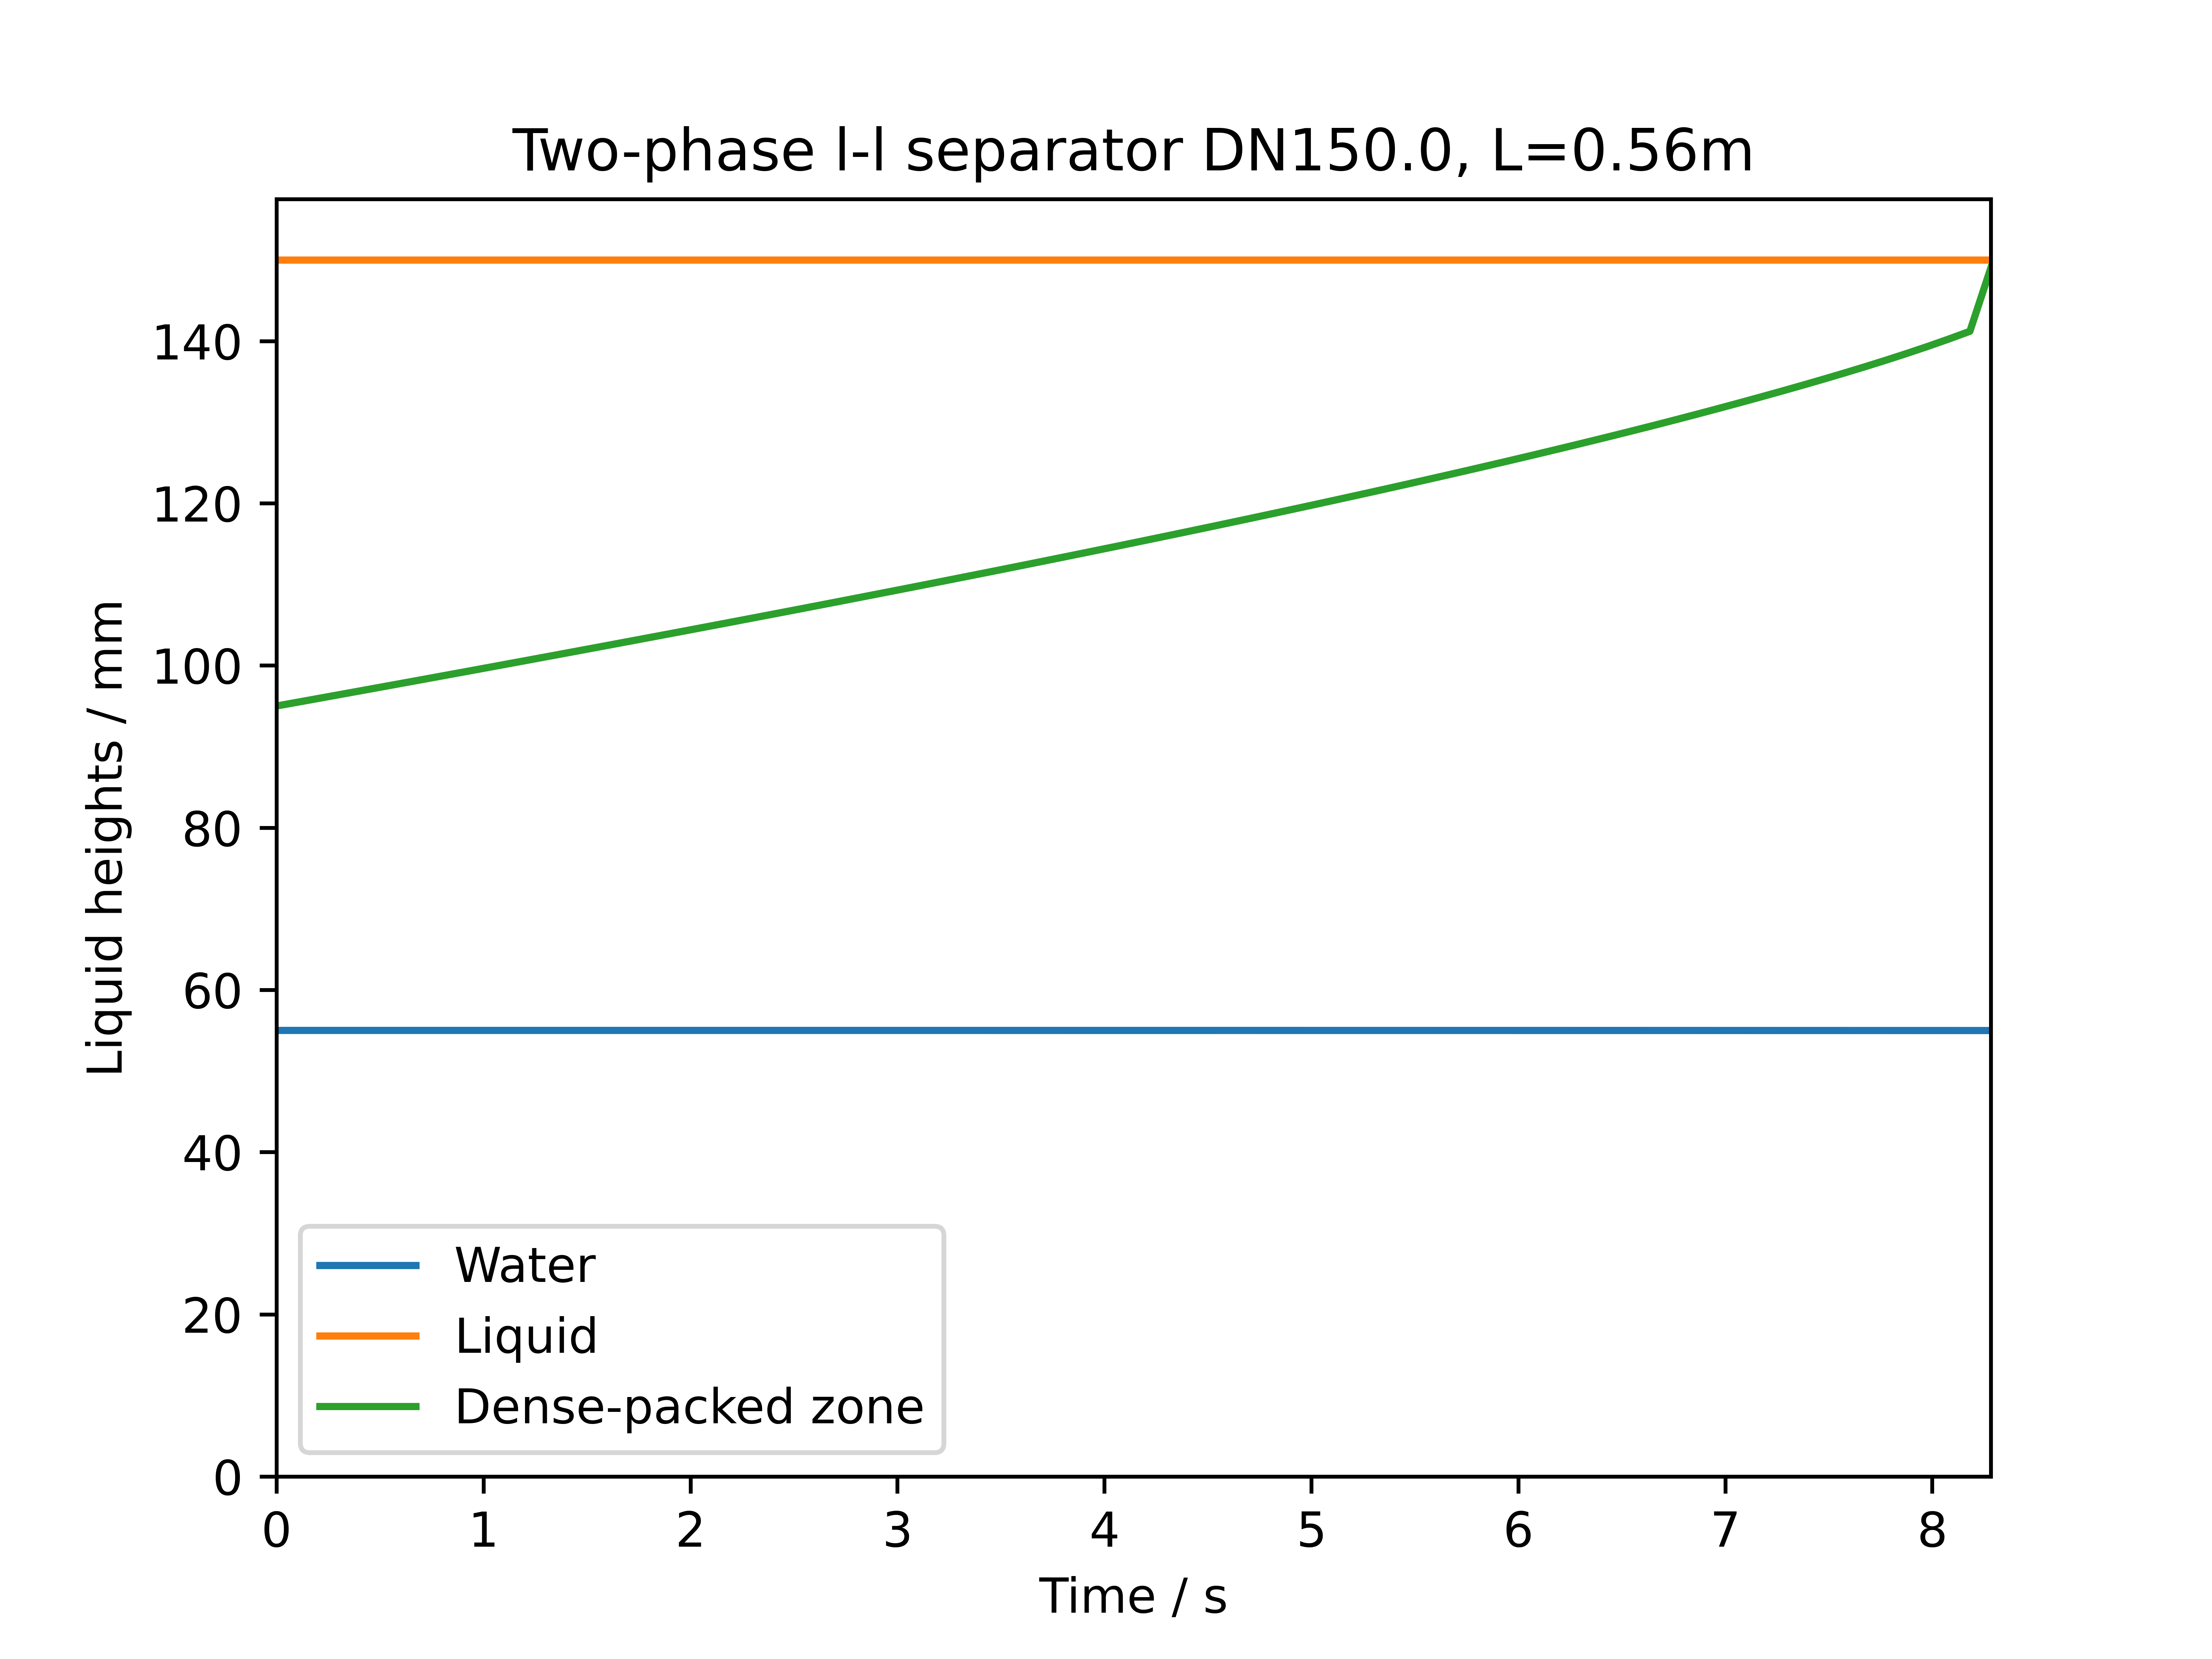 Two-phase l-l separator DN150.0, L=0.56m
Liquid heights / mm
140
120
100
80
60
40
20
0
Water
Liquid
Dense-packed zone
0 1 2 3 4 5 6 7 8
Time / s